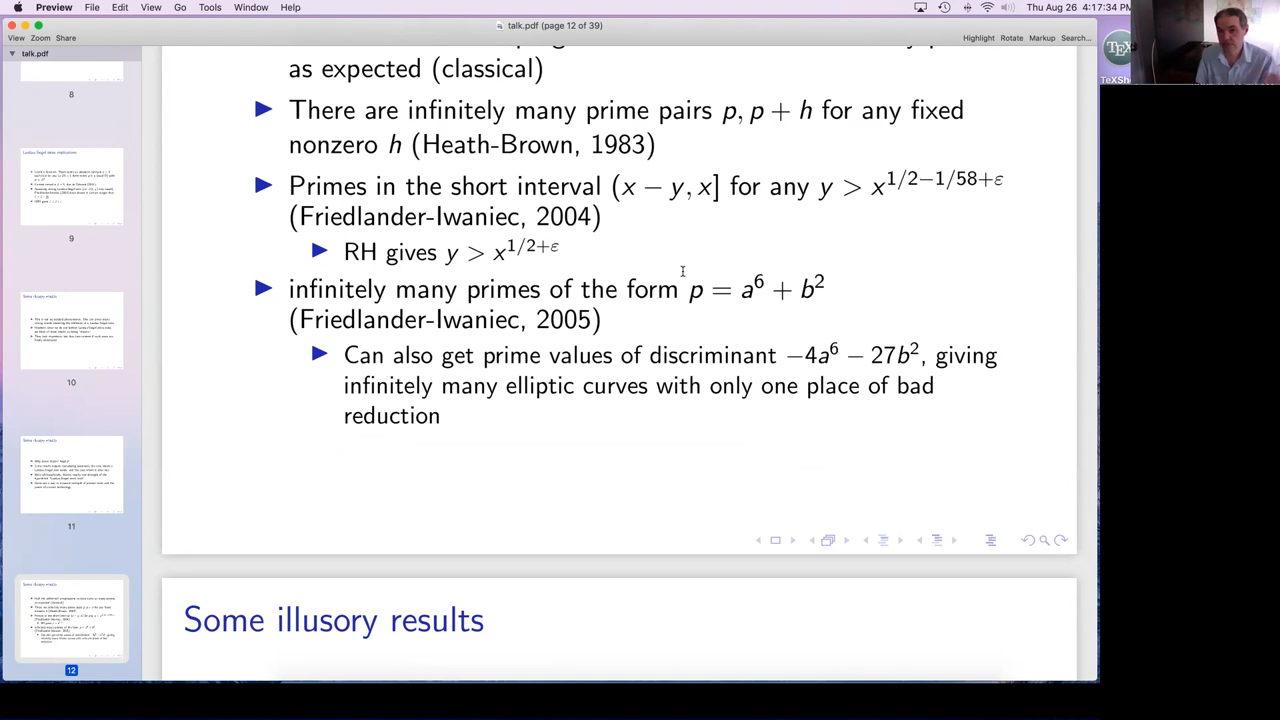 Preview File Edit View Go Tools Window Help
Thu Aug 26 4:17:34
talk.pdf (page 12 of 39)
View Zoom Share
Highlight Rotate Markup Search...
talk.pdf
TEX
TeXSh
8
9
10
11
12
as expected (classical)
There are infinitely many prime pairs p, p + h for any fixed
nonzero h (Heath-Brown, 1983)
Primes in the short interval (x − y, x] for any y > x^{1/2−1/58+ε}
(Friedlander-Iwaniec, 2004)
RH gives y > x^{1/2+ε}
infinitely many primes of the form p = a⁶ + b²
(Friedlander-Iwaniec, 2005)
Can also get prime values of discriminant −4a⁶ − 27b², giving
infinitely many elliptic curves with only one place of bad
reduction
Some illusory results